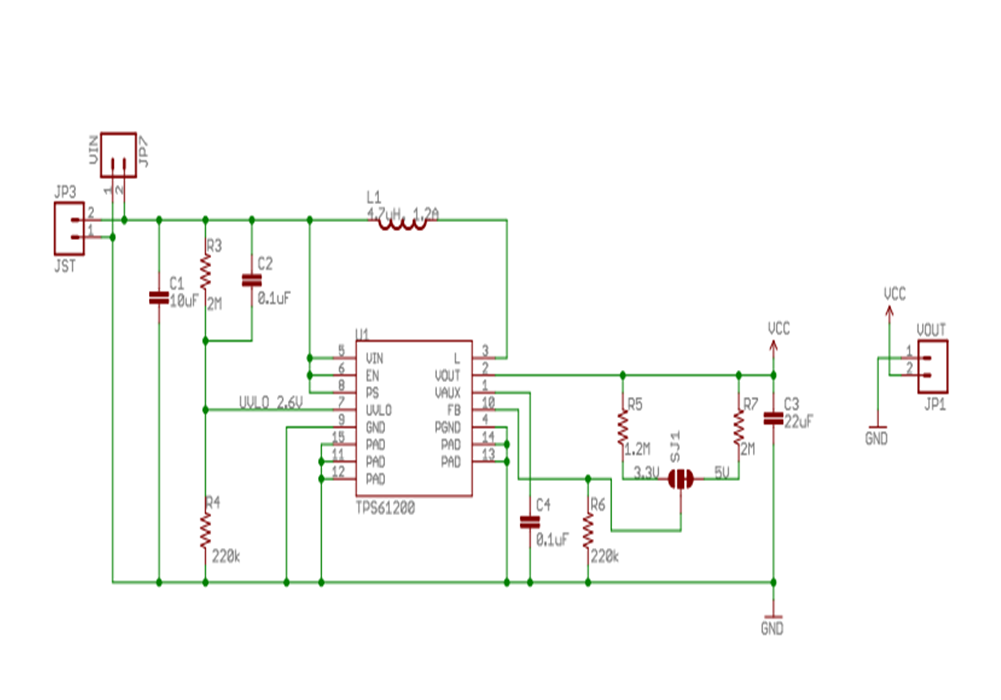 VIN
JP7
1
2
JP3
2
1
JST
L1
4.7uH, 1.2A
R3
2M
C1
10uF
C2
0.1uF
UVLO 2.6V
R4
220k
U1
5 VIN L 3
6 EN VOUT 2
8 PS VAUX 1
7 UVLO FB 10
9 GND PGND 4
15 PAD PAD 14
11 PAD PAD 13
12 PAD
TPS61200
C4
0.1uF
R6
220k
R5
1.2M
SJ1
3.3V
5V
R7
2M
VCC
C3
22uF
GND
VCC
VOUT
1
2
JP1
GND